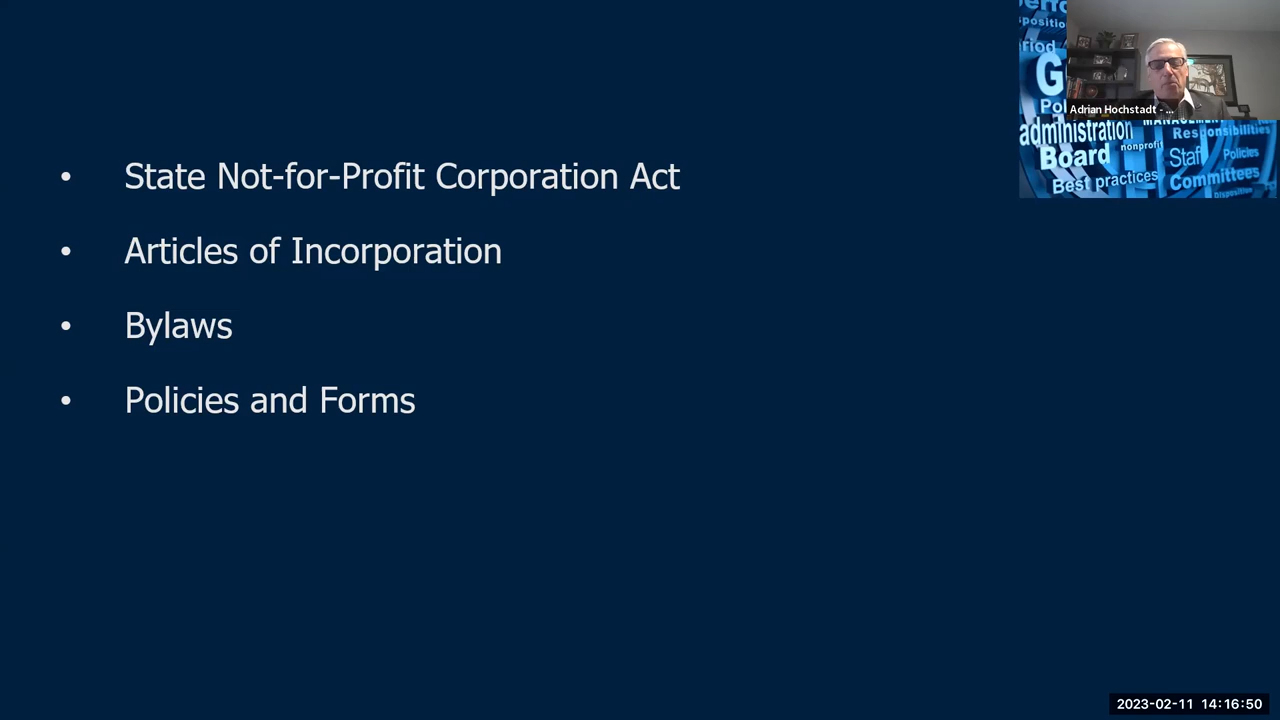 • State Not-for-Profit Corporation Act
• Articles of Incorporation
• Bylaws
• Policies and Forms
Adrian Hochstadt - ...
administration
Responsibilities
Board
nonprofit
Staff
Policies
Best practices
Committees
Disposition
2023-02-11 14:16:50